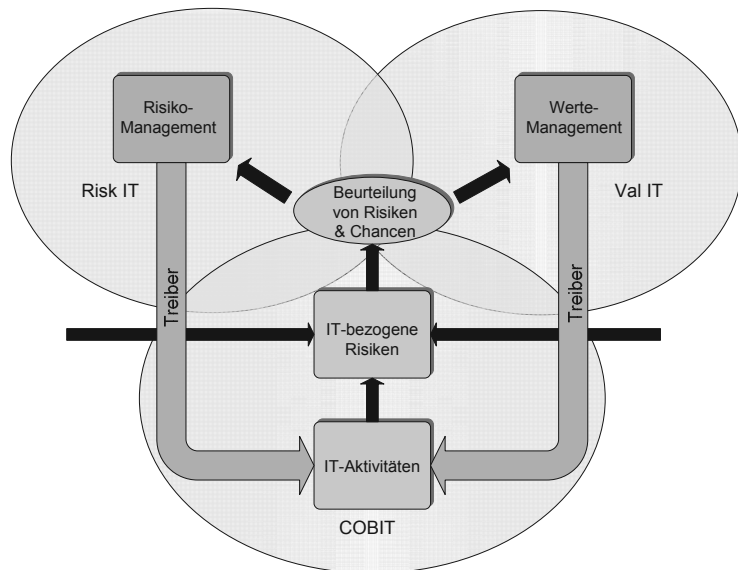 Risiko-
Management
Werte-
Management
Risk IT
Beurteilung
von Risiken
& Chancen
Val IT
Treiber
Treiber
IT-bezogene
Risiken
IT-Aktivitäten
COBIT